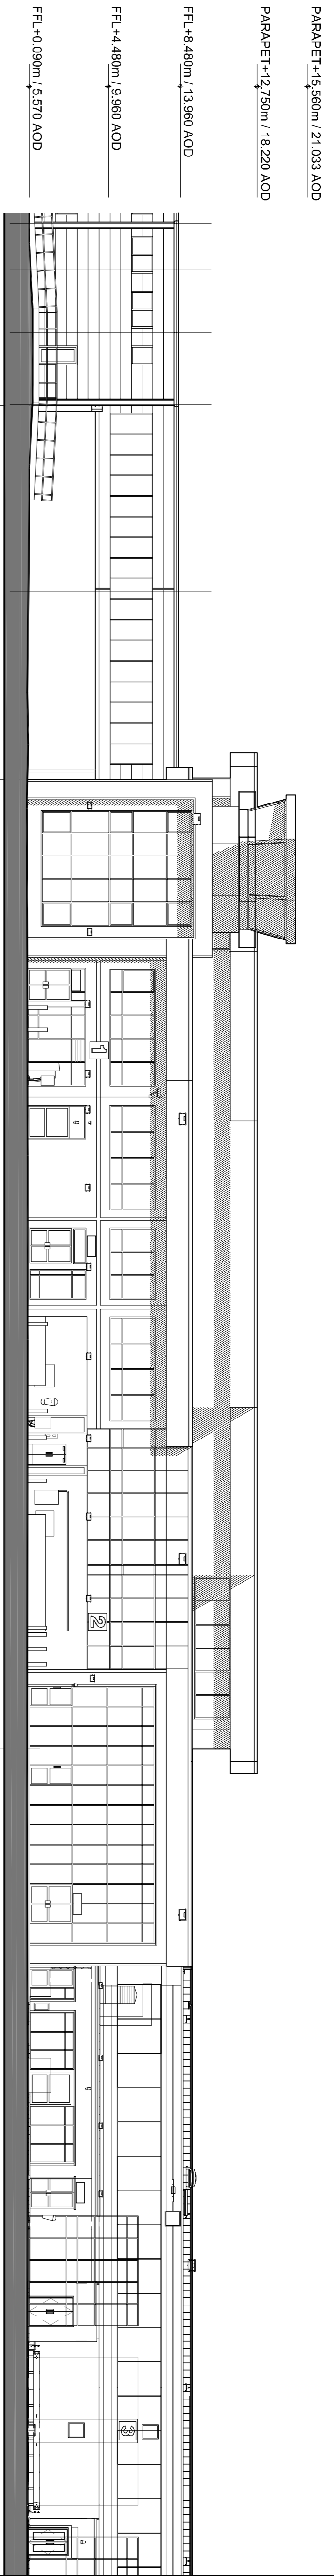 PARAPET+15,560m / 21.033 AOD
PARAPET+12,750m / 18.220 AOD
FFL+8.480m / 13.960 AOD
FFL+4.480m / 9.960 AOD
FFL+0.090m / 5.570 AOD
1
2
3